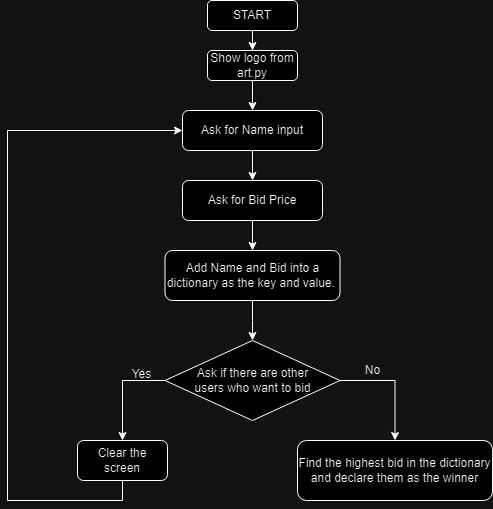 START
Show logo from
art.py
Ask for Name input
Ask for Bid Price
Add Name and Bid into a
dictionary as the key and value.
Ask if there are other
users who want to bid
Yes
No
Clear the
screen
Find the highest bid in the dictionary
and declare them as the winner